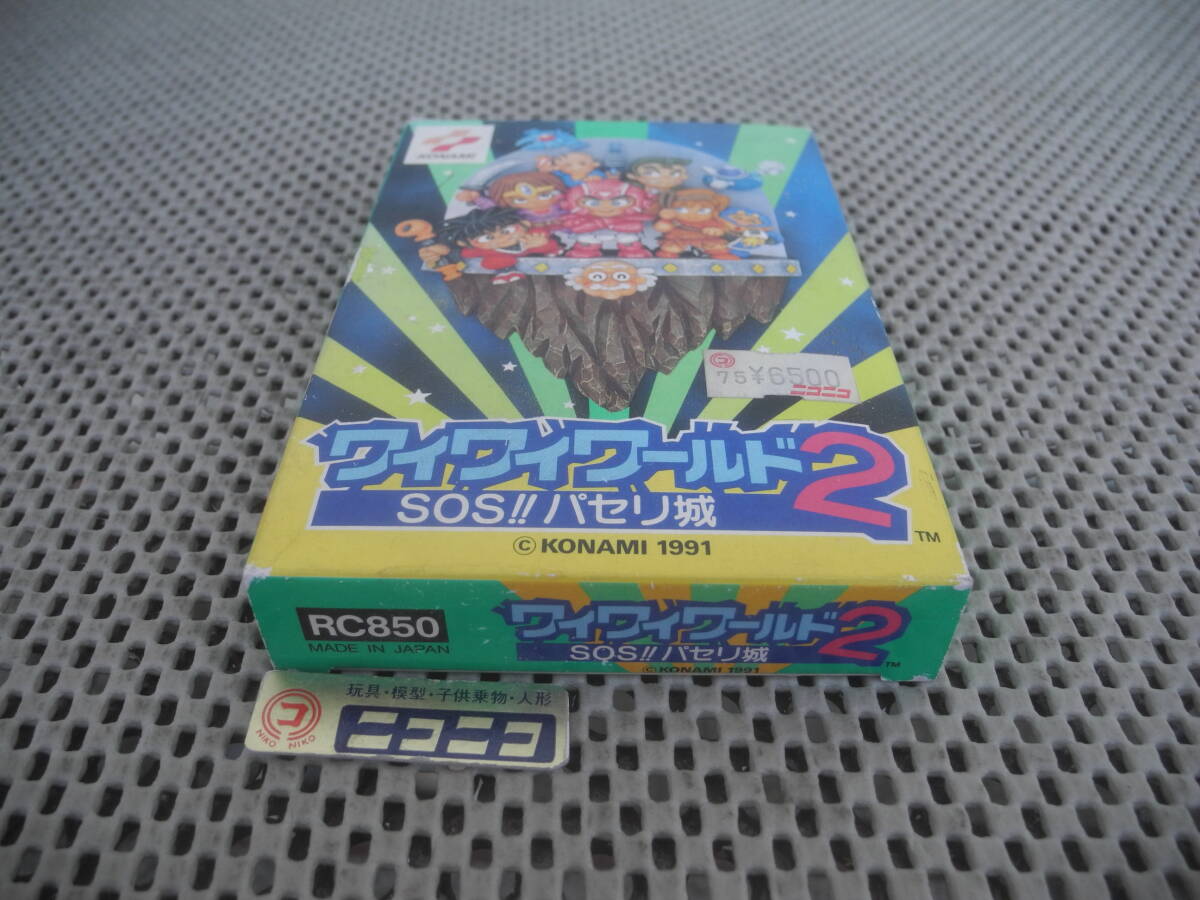 KONAMI
75¥6500
ニコニコ
ワイワイワールド2
SOS!!パセリ城
TM
© KONAMI 1991
RC850
MADE IN JAPAN
ワイワイワールド2
SOS!!パセリ城
TM
© KONAMI 1991
玩具・模型・子供乗物・人形
コ
NIKO NIKO
ニコニコ